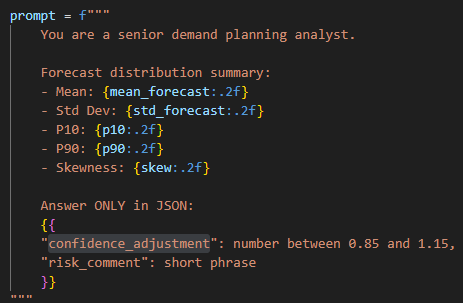 prompt = f"""
You are a senior demand planning analyst.
Forecast distribution summary:
- Mean: {mean_forecast:.2f}
- Std Dev: {std_forecast:.2f}
- P10: {p10:.2f}
- P90: {p90:.2f}
- Skewness: {skew:.2f}
Answer ONLY in JSON:
{{
"confidence_adjustment": number between 0.85 and 1.15,
"risk_comment": short phrase
}}
"""